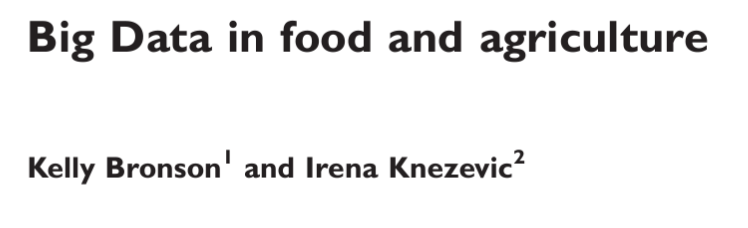 Big Data in food and agriculture
Kelly Bronson¹ and Irena Knezevic²